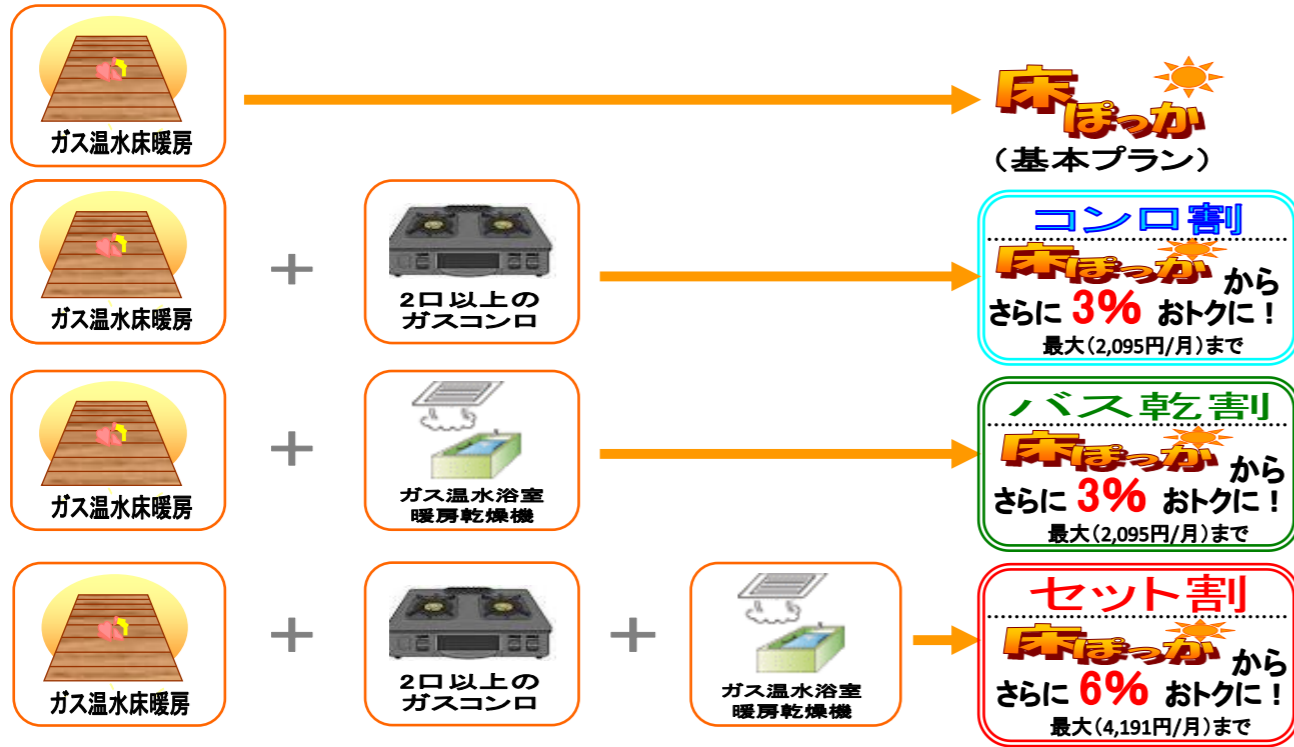 ガス温水床暖房
床ぽっか
（基本プラン）
ガス温水床暖房
+
2口以上の
ガスコンロ
コンロ割
床ぽっか から
さらに 3% おトクに！
最大（2,095円/月）まで
ガス温水床暖房
+
ガス温水浴室
暖房乾燥機
バス乾割
床ぽっか から
さらに 3% おトクに！
最大（2,095円/月）まで
ガス温水床暖房
+
2口以上の
ガスコンロ
+
ガス温水浴室
暖房乾燥機
セット割
床ぽっか から
さらに 6% おトクに！
最大（4,191円/月）まで